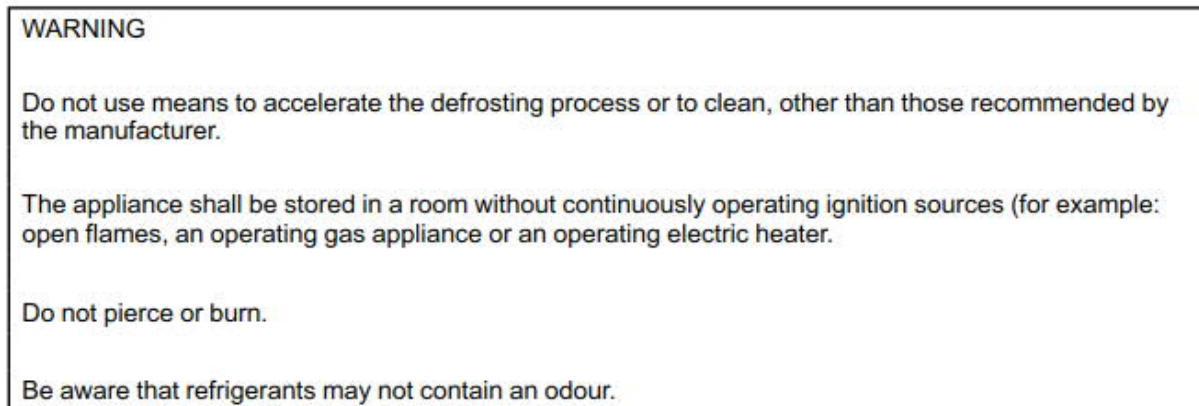 WARNING
Do not use means to accelerate the defrosting process or to clean, other than those recommended by
the manufacturer.
The appliance shall be stored in a room without continuously operating ignition sources (for example:
open flames, an operating gas appliance or an operating electric heater.
Do not pierce or burn.
Be aware that refrigerants may not contain an odour.